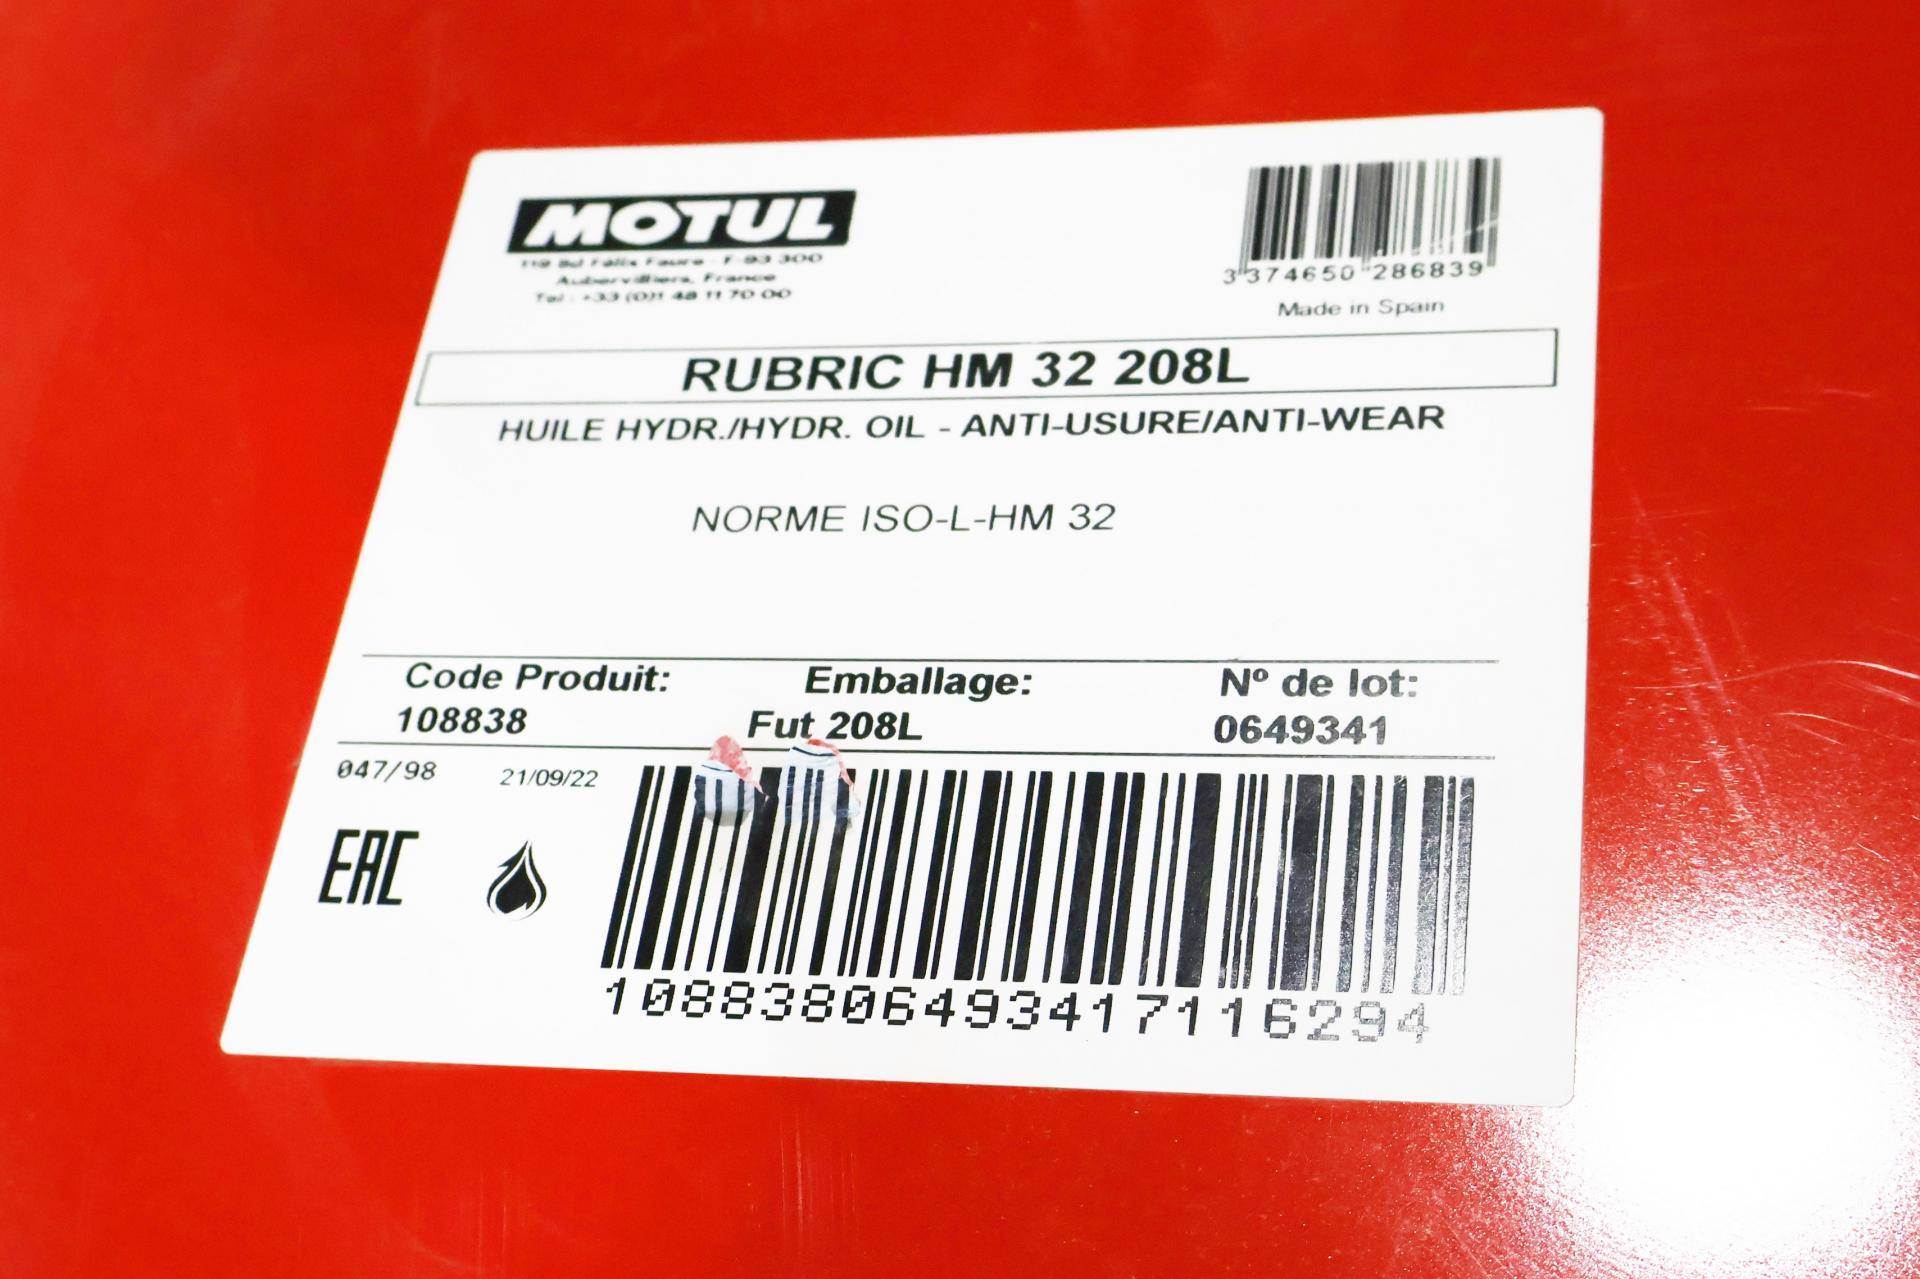 MOTUL
119 Bd Félix Faure - F-93 300
Aubervilliers, France
Tel : +33 (0)1 48 11 70 00
3 374650 286839
Made in Spain
RUBRIC HM 32 208L
HUILE HYDR./HYDR. OIL - ANTI-USURE/ANTI-WEAR
NORME ISO-L-HM 32
Code Produit: Emballage: Nº de lot:
108838 Fut 208L 0649341
047/98 21/09/22
EAC
10883806493417116294